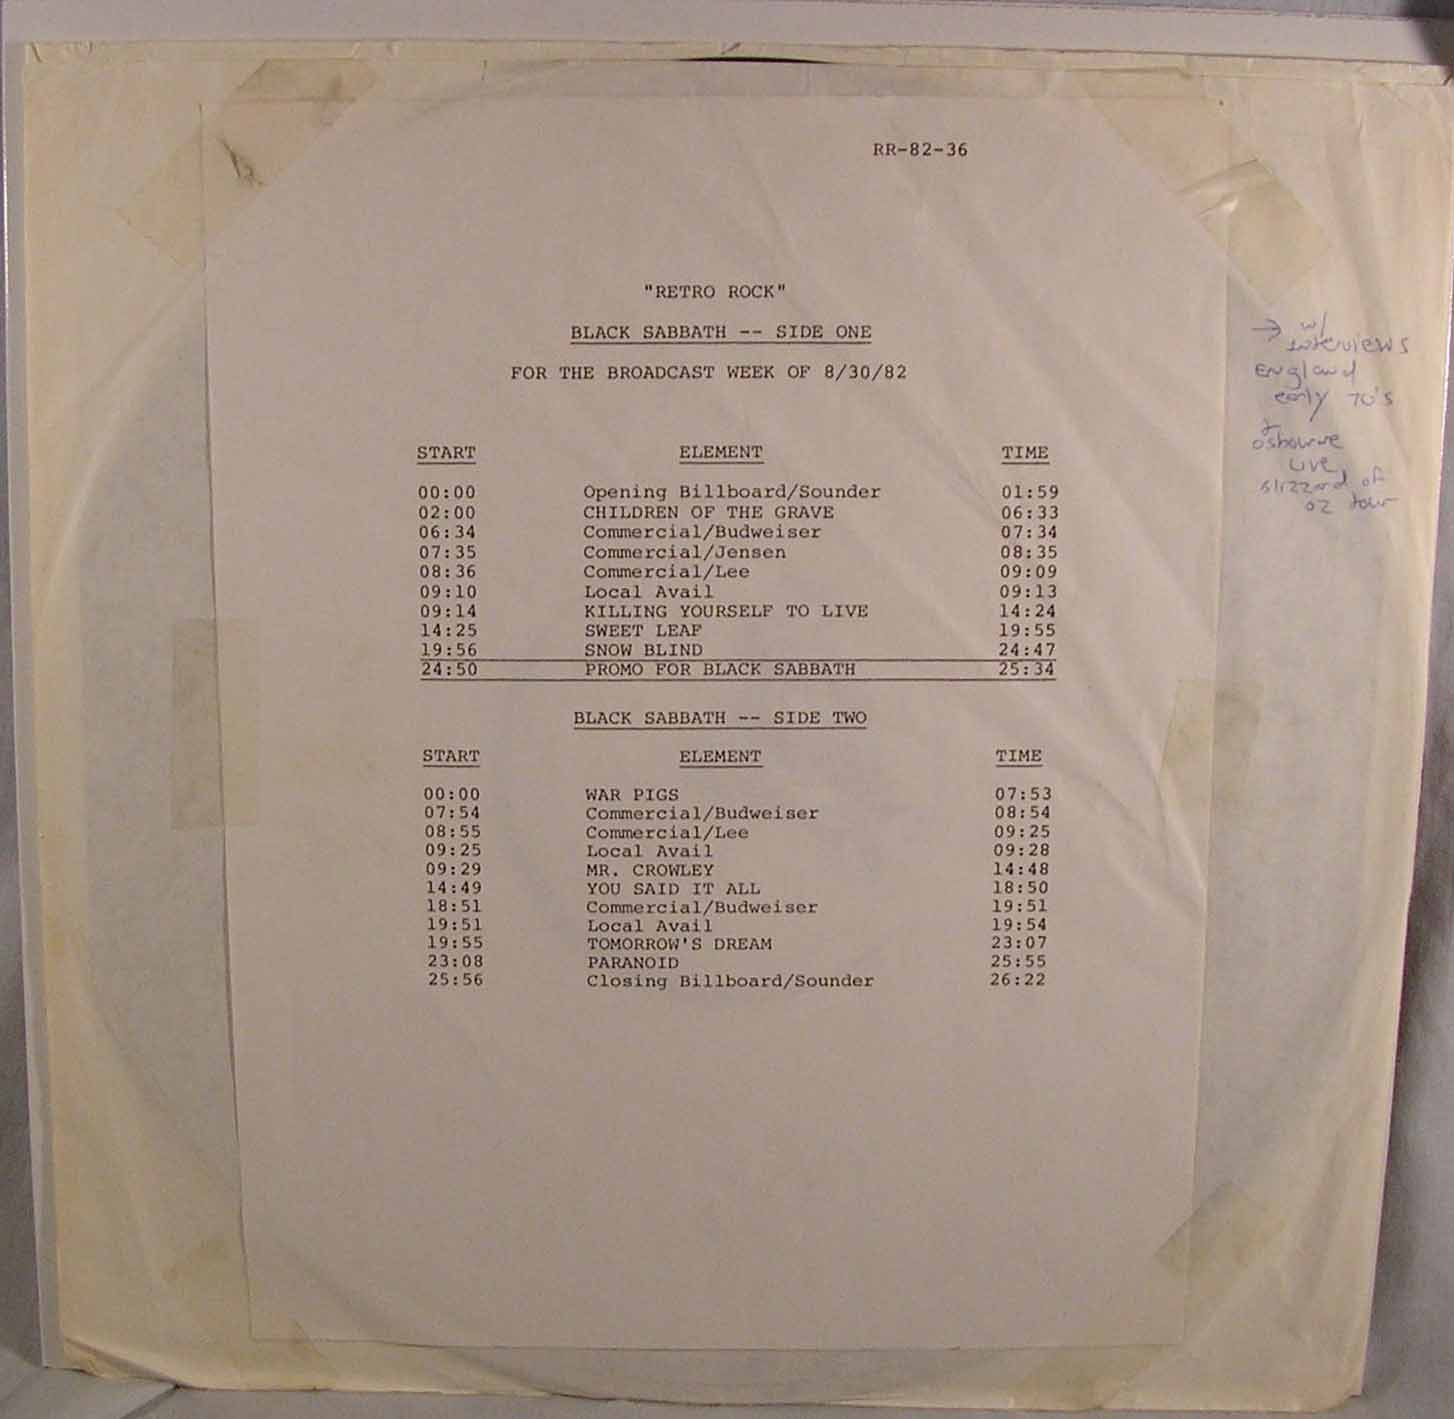 RR-82-36
"RETRO ROCK"
BLACK SABBATH -- SIDE ONE
FOR THE BROADCAST WEEK OF 8/30/82
START ELEMENT TIME
00:00 Opening Billboard/Sounder 01:59
02:00 CHILDREN OF THE GRAVE 06:33
06:34 Commercial/Budweiser 07:34
07:35 Commercial/Jensen 08:35
08:36 Commercial/Lee 09:09
09:10 Local Avail 09:13
09:14 KILLING YOURSELF TO LIVE 14:24
14:25 SWEET LEAF 19:55
19:56 SNOW BLIND 24:47
24:50 PROMO FOR BLACK SABBATH 25:34
BLACK SABBATH -- SIDE TWO
START ELEMENT TIME
00:00 WAR PIGS 07:53
07:54 Commercial/Budweiser 08:54
08:55 Commercial/Lee 09:25
09:25 Local Avail 09:28
09:29 MR. CROWLEY 14:48
14:49 YOU SAID IT ALL 18:50
18:51 Commercial/Budweiser 19:51
19:51 Local Avail 19:54
19:55 TOMORROW'S DREAM 23:07
23:08 PARANOID 25:55
25:56 Closing Billboard/Sounder 26:22
→ w/
interviews
England
early 70's
&
Osbourne
live,
Blizzard of
OZ tour